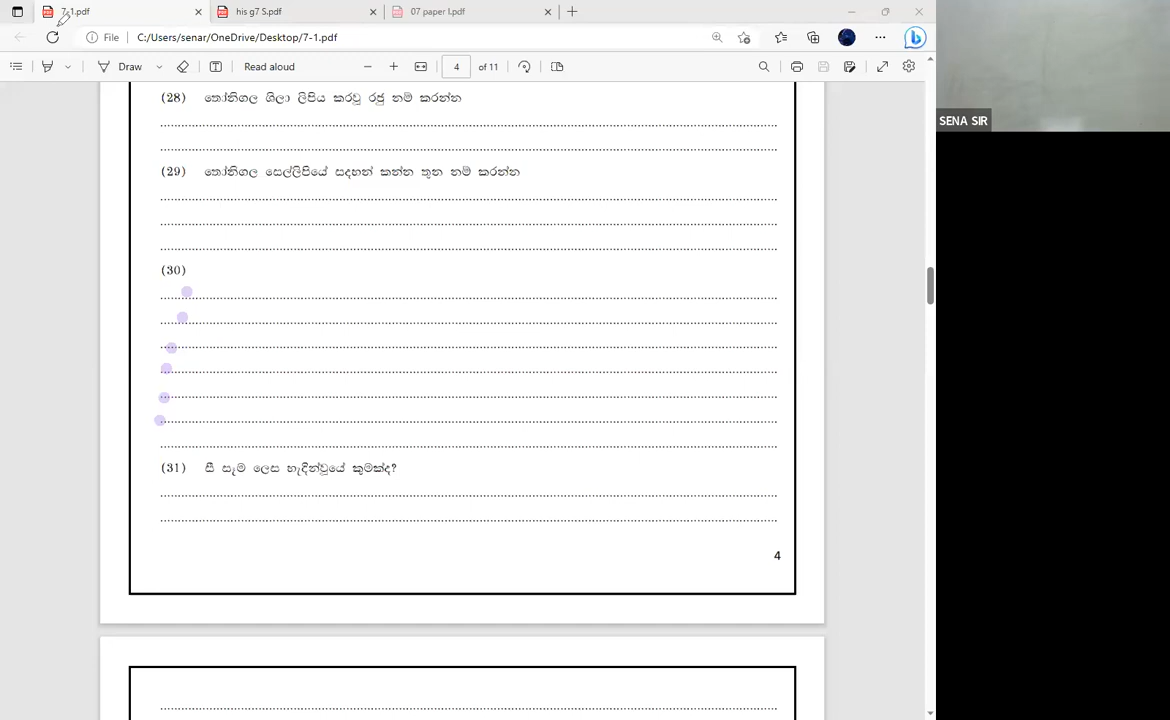 7-1.pdf
his g7 S.pdf
07 paper I.pdf
File C:/Users/senar/OneDrive/Desktop/7-1.pdf
Draw
Read aloud
4 of 11
SENA SIR
(28) තෝනිගල ශිලා ලිපිය කරවූ රජු නම් කරන්න
(29) තෝනිගල සෙල්ලිපියේ සඳහන් කන්න තුන නම් කරන්න
(30)
(31) සී සෑම ලෙස හැඳින්වූයේ කුමක්ද?
4